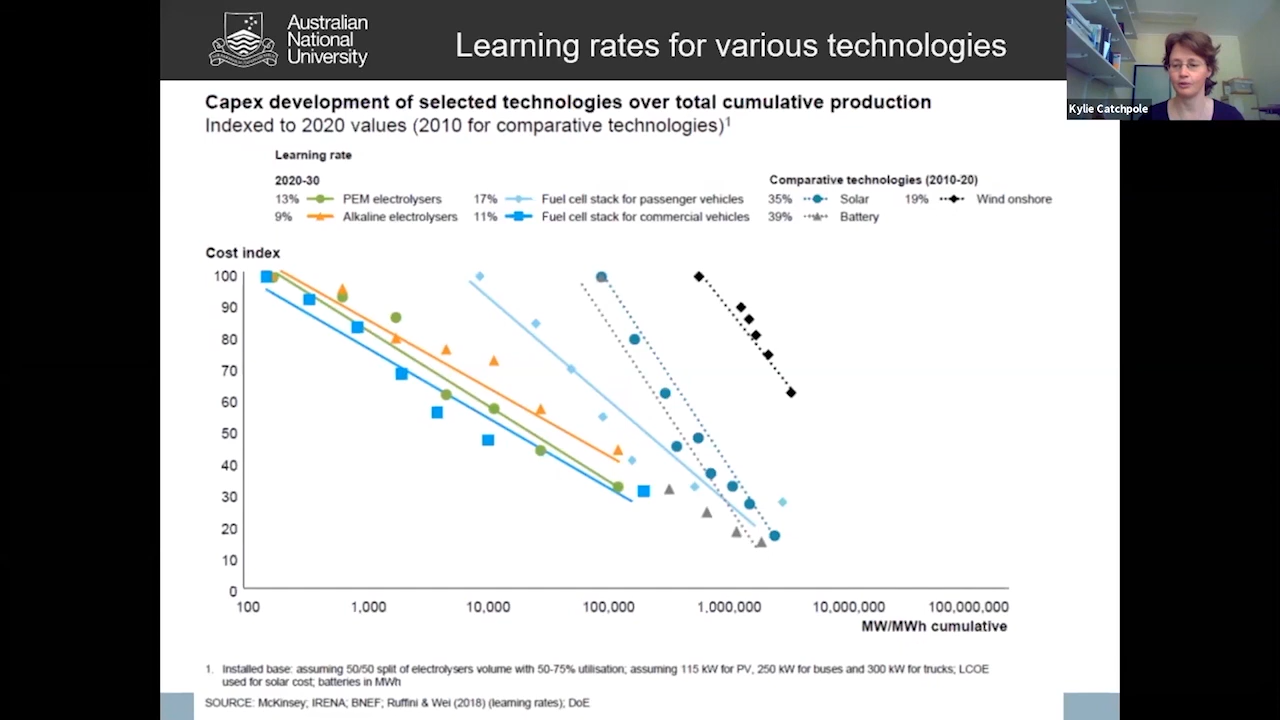 Australian
National
University
Learning rates for various technologies
Kylie Catchpole
Capex development of selected technologies over total cumulative production
Indexed to 2020 values (2010 for comparative technologies)1
Learning rate
2020-30
Comparative technologies (2010-20)
13% PEM electrolysers 17% Fuel cell stack for passenger vehicles 35% Solar 19% Wind onshore
9% Alkaline electrolysers 11% Fuel cell stack for commercial vehicles 39% Battery
Cost index
100
90
80
70
60
50
40
30
20
10
0
100 1,000 10,000 100,000 1,000,000 10,000,000 100,000,000
MW/MWh cumulative
1. Installed base: assuming 50/50 split of electrolysers volume with 50-75% utilisation; assuming 115 kW for PV, 250 kW for buses and 300 kW for trucks; LCOE
used for solar cost; batteries in MWh
SOURCE: McKinsey; IRENA; BNEF; Ruffini & Wei (2018) (learning rates); DoE